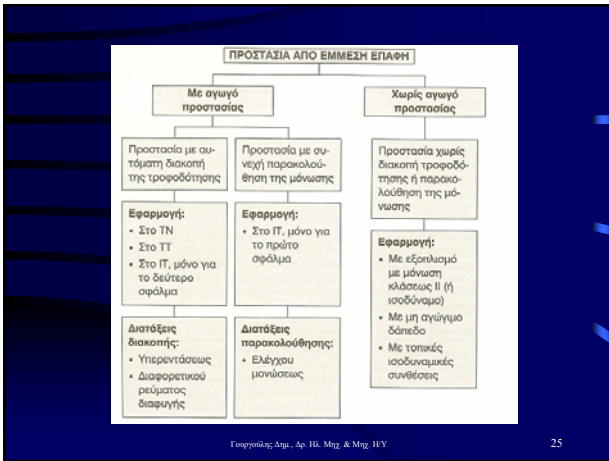 ΠΡΟΣΤΑΣΙΑ ΑΠΟ ΕΜΜΕΣΗ ΕΠΑΦΗ
Με αγωγό
προστασίας
Χωρίς αγωγό
προστασίας
Προστασία με αυ-
τόματη διακοπή
της τροφοδότησης
Προστασία με συ-
νεχή παρακολού-
θηση της μόνωσης
Προστασία χωρίς
διακοπή τροφοδό-
τησης ή παρακο-
λούθηση της μό-
νωσης
Εφαρμογή:
• Στο ΤΝ
• Στο ΤΤ
• Στο ΙΤ, μόνο για
το δεύτερο
σφάλμα
Εφαρμογή:
• Στο ΙΤ, μόνο για
το πρώτο
σφάλμα
Εφαρμογή:
• Με εξοπλισμό
με μόνωση
κλάσεως ΙΙ (ή
ισοδύναμο)
• Με μη αγώγιμο
δάπεδο
• Με τοπικές
ισοδυναμικές
συνθέσεις
Διατάξεις
διακοπής:
• Υπερεντάσεως
• Διαφορετικού
ρεύματος
διαφυγής
Διατάξεις
παρακολούθησης:
• Ελέγχου
μονώσεως
Γουργούλης Δημ., Δρ. Ηλ. Μηχ. & Μηχ. Η/Υ
25